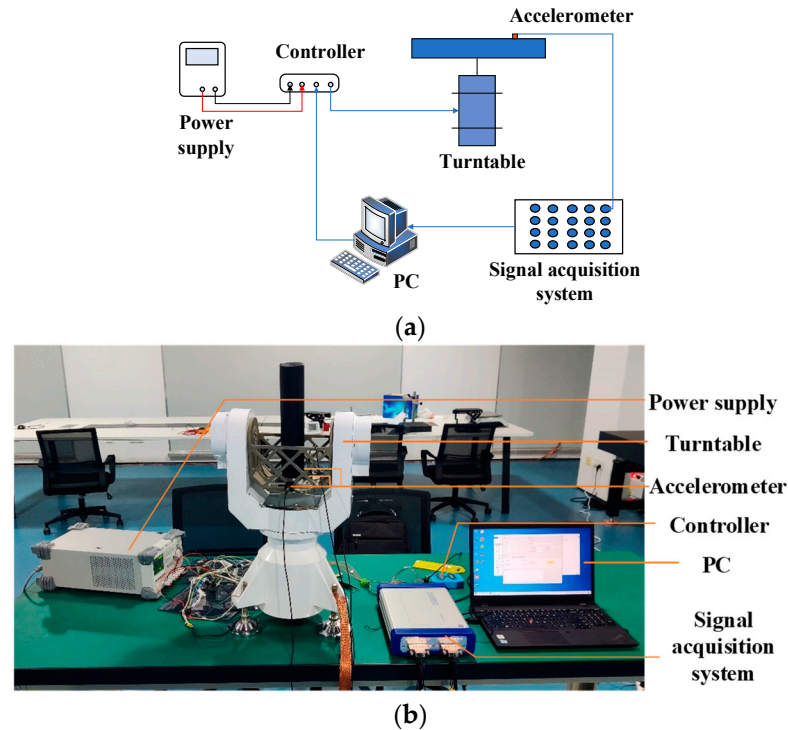 Accelerometer
Controller
Power
supply
Turntable
PC
Signal acquisition
system
(a)
Power supply
Turntable
Accelerometer
Controller
PC
Signal
acquisition
system
(b)